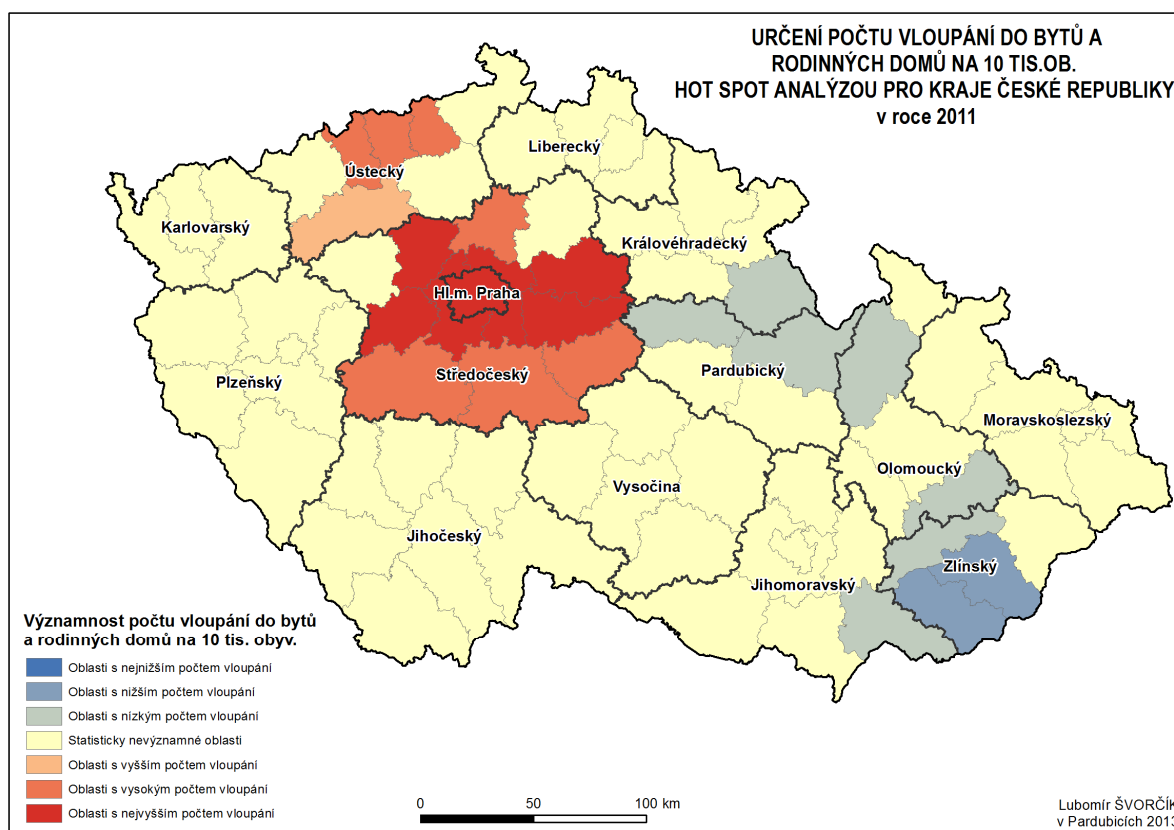 URČENÍ POČTU VLOUPÁNÍ DO BYTŮ A
RODINNÝCH DOMŮ NA 10 TIS.OB.
HOT SPOT ANALÝZOU PRO KRAJE ČESKÉ REPUBLIKY
v roce 2011
Liberecký
Ústecký
Karlovarský
Královéhradecký
Hl.m. Praha
Středočeský
Plzeňský
Pardubický
Moravskoslezský
Olomoucký
Vysočina
Jihočeský
Zlínský
Jihomoravský
Významnost počtu vloupání do bytů
a rodinných domů na 10 tis. obyv.
Oblasti s nejnižším počtem vloupání
Oblasti s nižším počtem vloupání
Oblasti s nízkým počtem vloupání
Statisticky nevýznamné oblasti
Oblasti s vyšším počtem vloupání
Oblasti s vysokým počtem vloupání
Oblasti s nejvyšším počtem vloupání
0 50 100 km
Lubomír ŠVORČÍK
v Pardubicích 2013